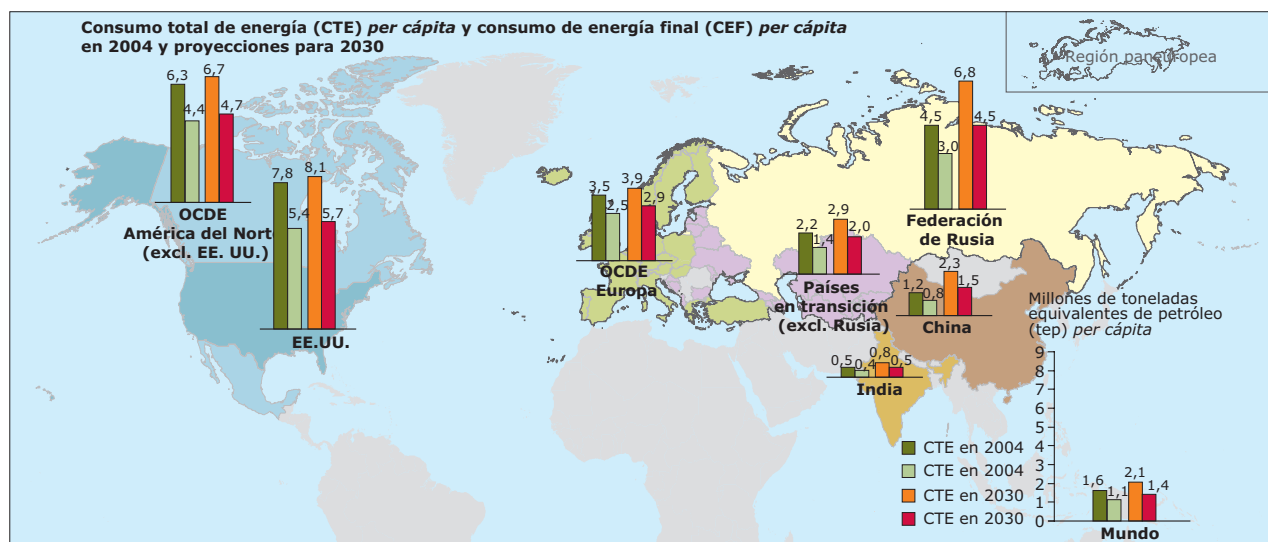 Consumo total de energía (CTE) per cápita y consumo de energía final (CEF) per cápita
en 2004 y proyecciones para 2030
Región paneuropea
6,3
4,4
6,7
4,7
OCDE
América del Norte
(excl. EE. UU.)
7,8
5,4
8,1
5,7
EE.UU.
3,5
2,5
3,9
2,9
OCDE
Europa
2,2
1,4
2,9
2,0
Países
en transición
(excl. Rusia)
4,5
3,0
6,8
4,5
Federación
de Rusia
1,2
0,8
2,3
1,5
China
0,5
0,4
0,8
0,5
India
Millones de toneladas
equivalentes de petróleo
(tep) per cápita
9
8
7
6
5
4
3
2
1
0
1,6
1,1
2,1
1,4
Mundo
CTE en 2004
CTE en 2004
CTE en 2030
CTE en 2030